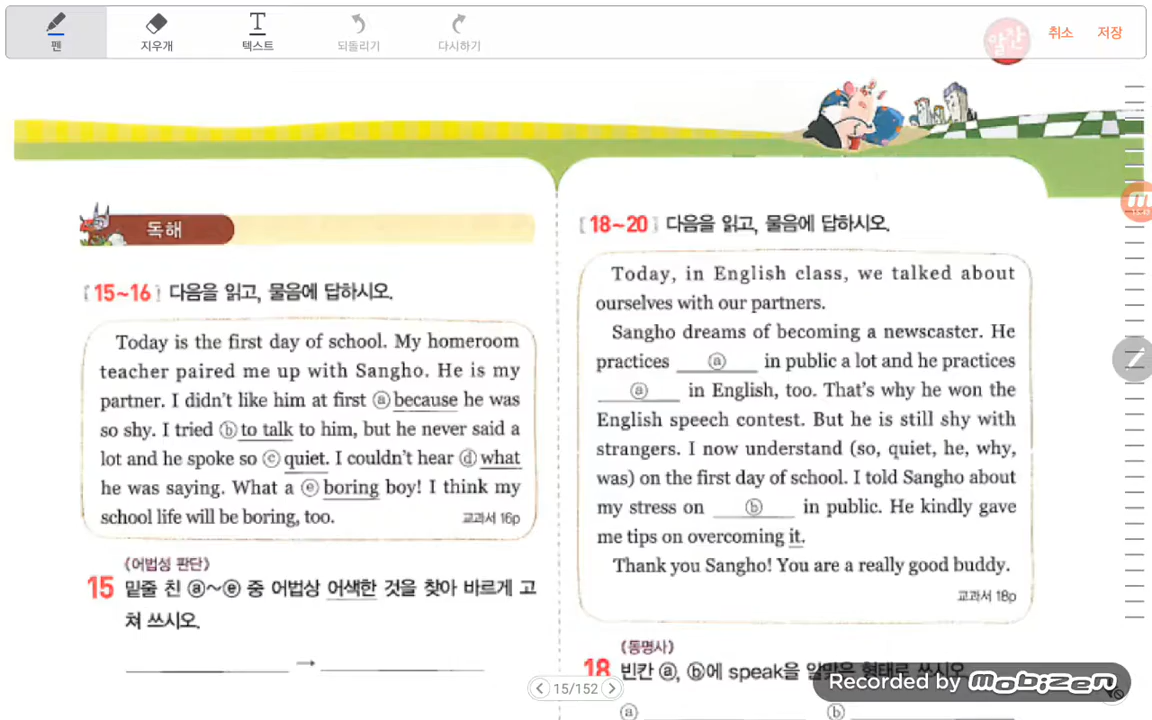 펜
지우개
텍스트
되돌리기
다시하기
알찬
취소
저장
독해
[15~16] 다음을 읽고, 물음에 답하시오.
Today is the first day of school. My homeroom
teacher paired me up with Sangho. He is my
partner. I didn't like him at first ⓐ because he was
so shy. I tried ⓑ to talk to him, but he never said a
lot and he spoke so ⓒ quiet. I couldn't hear ⓓ what
he was saying. What a ⓔ boring boy! I think my
school life will be boring, too.
교과서 16p
《어법성 판단》
15 밑줄 친 ⓐ~ⓔ 중 어법상 어색한 것을 찾아 바르게 고
쳐 쓰시오.
→
[18~20] 다음을 읽고, 물음에 답하시오.
Today, in English class, we talked about
ourselves with our partners.
Sangho dreams of becoming a newscaster. He
practices ⓐ in public a lot and he practices
ⓐ in English, too. That's why he won the
English speech contest. But he is still shy with
strangers. I now understand (so, quiet, he, why,
was) on the first day of school. I told Sangho about
my stress on ⓑ in public. He kindly gave
me tips on overcoming it.
Thank you Sangho! You are a really good buddy.
교과서 18p
《동명사》
18 빈칸 ⓐ, ⓑ에 speak을 알맞은 형태로 쓰시오.
ⓐ ⓑ
15/152
Recorded by mobizen